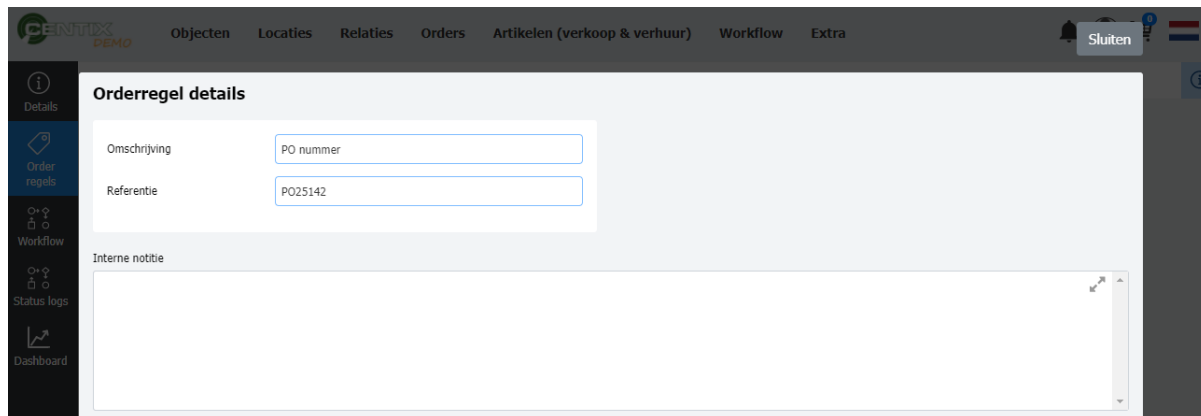 CENTIX
DEMO
Objecten Locaties Relaties Orders Artikelen (verkoop & verhuur) Workflow Extra
0
Sluiten
Details
Order
regels
Workflow
Status logs
Dashboard
Orderregel details
Omschrijving PO nummer
Referentie PO25142
Interne notitie